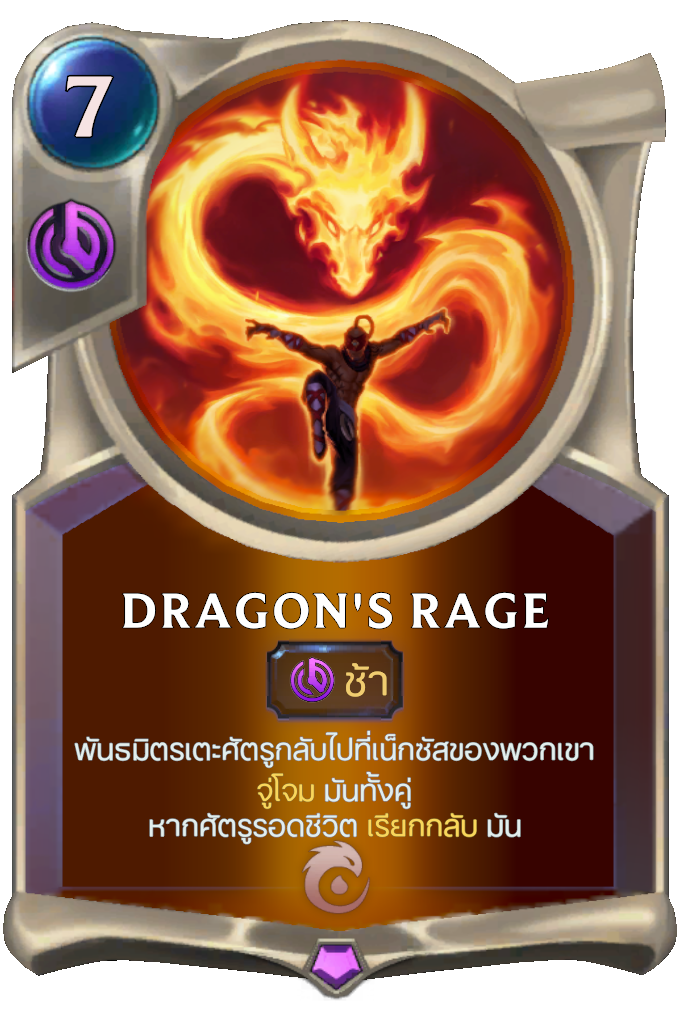 7
DRAGON'S RAGE
ช้า
พันธมิตรเตะศัตรูกลับไปที่เน็กซัสของพวกเขา
จู่โจม มันทั้งคู่
หากศัตรูรอดชีวิต เรียกกลับ มัน